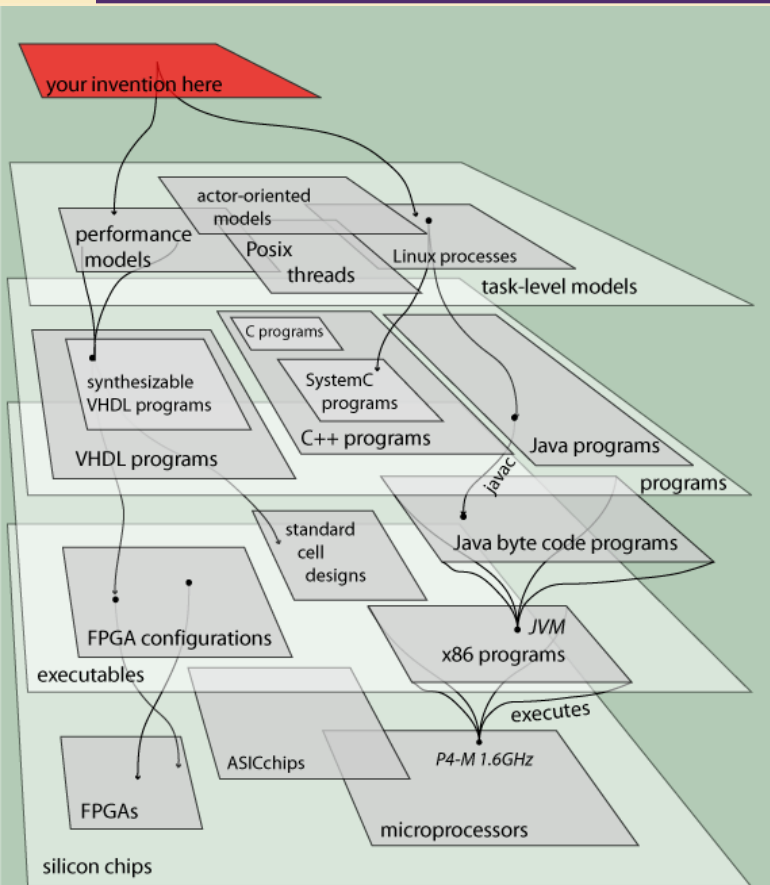 your invention here
actor-oriented
models
performance
models
Posix
threads
Linux processes
task-level models
C programs
synthesizable
VHDL programs
SystemC
programs
C++ programs
Java programs
VHDL programs
programs
javac
standard
cell
designs
Java byte code programs
FPGA configurations
JVM
x86 programs
executables
executes
ASICchips
P4-M 1.6GHz
FPGAs
microprocessors
silicon chips